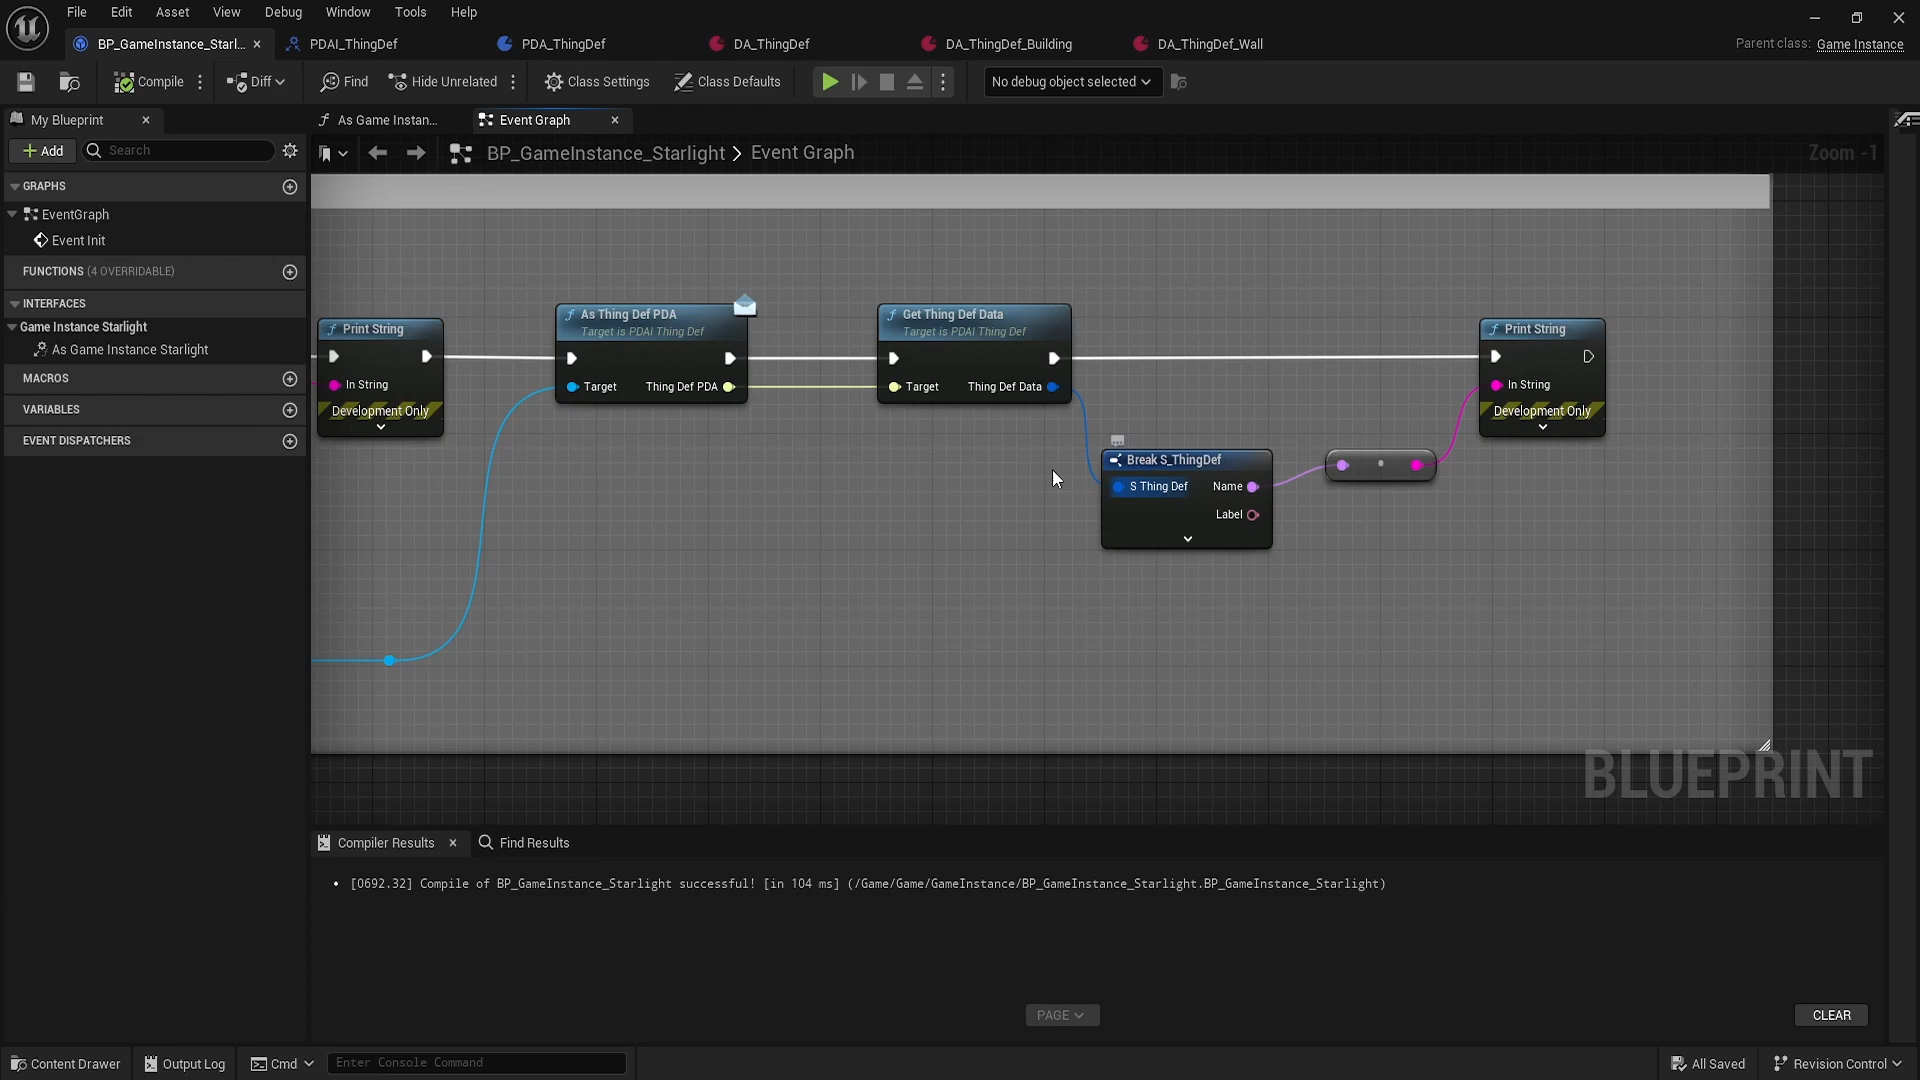 File Edit Asset View Debug Window Tools Help
BP_GameInstance_Starl... PDAI_ThingDef PDA_ThingDef DA_ThingDef DA_ThingDef_Building DA_ThingDef_Wall
Parent class: Game Instance
Compile Diff Find Hide Unrelated Class Settings Class Defaults No debug object selected
My Blueprint
As Game Instan... Event Graph
Add Search
BP_GameInstance_Starlight > Event Graph Zoom -1
GRAPHS
EventGraph
Event Init
FUNCTIONS (4 OVERRIDABLE)
INTERFACES
Game Instance Starlight
As Game Instance Starlight
MACROS
VARIABLES
EVENT DISPATCHERS
Print String
In String
Development Only
As Thing Def PDA
Target is PDAI Thing Def
Target Thing Def PDA
Get Thing Def Data
Target is PDAI Thing Def
Target Thing Def Data
Break S_ThingDef
S Thing Def Name
Label
Print String
In String
Development Only
BLUEPRINT
Compiler Results Find Results
• [0692.32] Compile of BP_GameInstance_Starlight successful! [in 104 ms] (/Game/Game/GameInstance/BP_GameInstance_Starlight.BP_GameInstance_Starlight)
PAGE CLEAR
Content Drawer Output Log Cmd Enter Console Command All Saved Revision Control